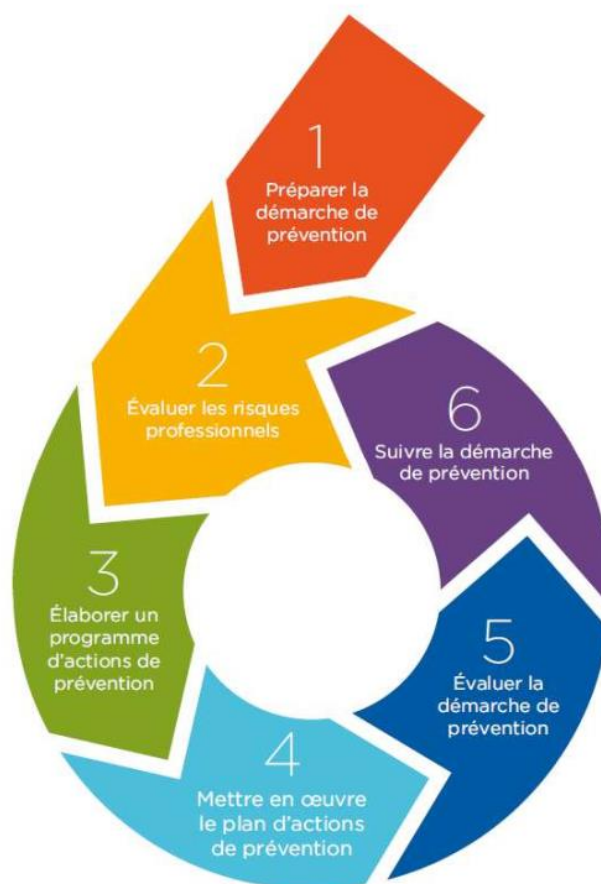 1
Préparer la
démarche de
prévention
2
Évaluer les risques
professionnels
3
Élaborer un
programme
d'actions de
prévention
4
Mettre en œuvre
le plan d'actions
de prévention
5
Évaluer la
démarche de
prévention
6
Suivre la démarche
de prévention